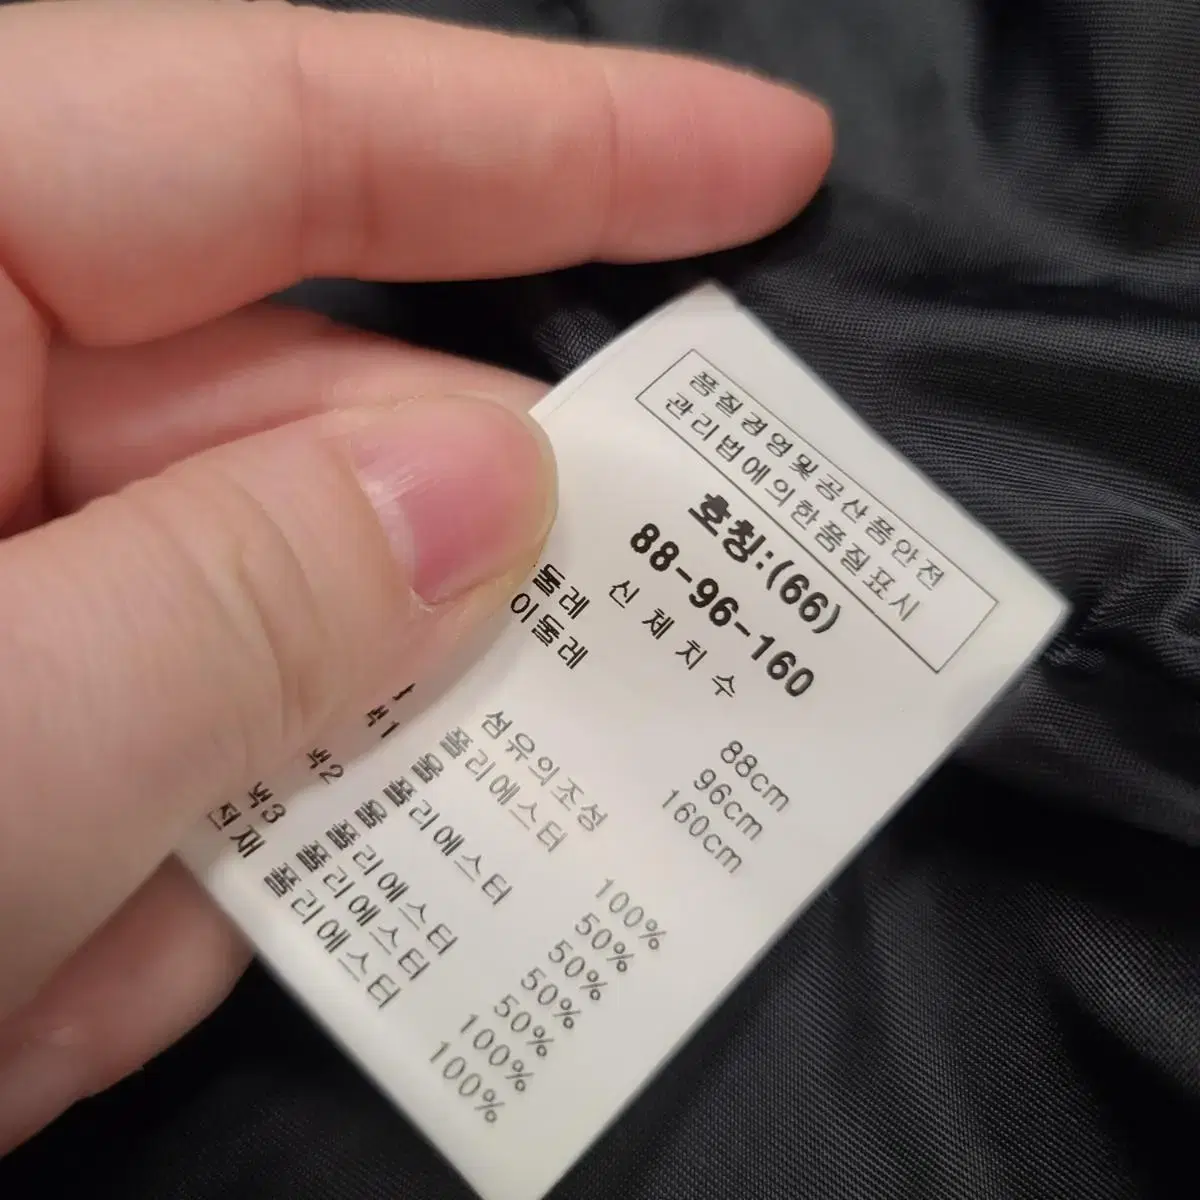 품질경영및공산품안전
관리법에의한품질표시
호칭:(66)
88-96-160
신체치수
둘레 88cm
이둘레 96cm
160cm
섬유의조성
폴리에스터 100%
1 50%
폴리에스터 50%
2 50%
폴리에스터 50%
3 폴리에스터 100%
폴리에스터 100%